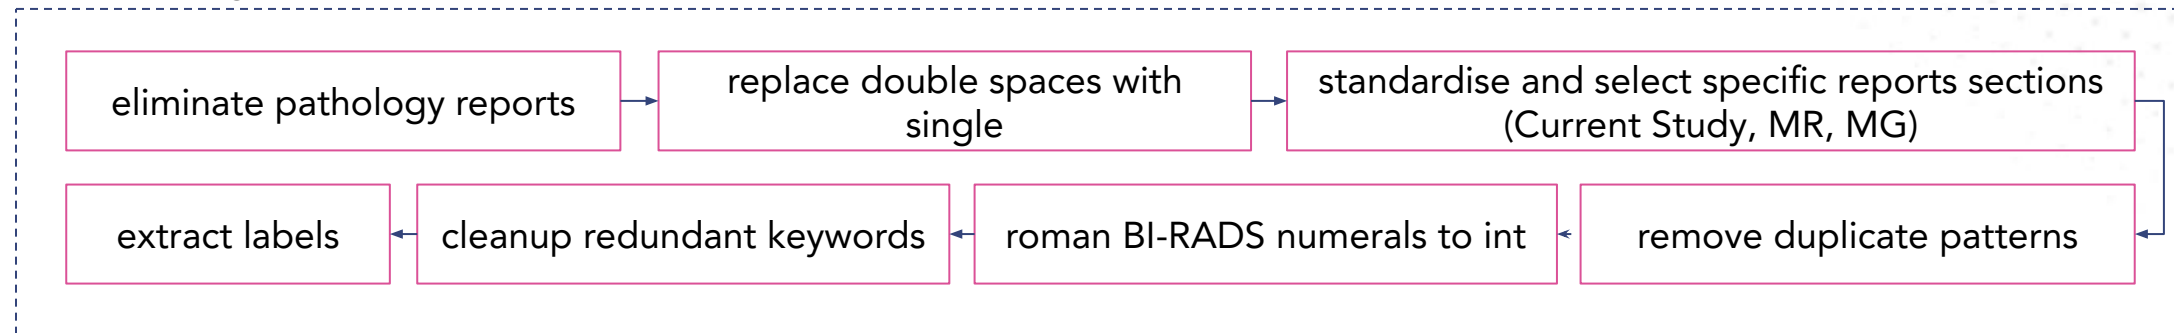 eliminate pathology reports
replace double spaces with
single
standardise and select specific reports sections
(Current Study, MR, MG)
remove duplicate patterns
roman BI-RADS numerals to int
cleanup redundant keywords
extract labels